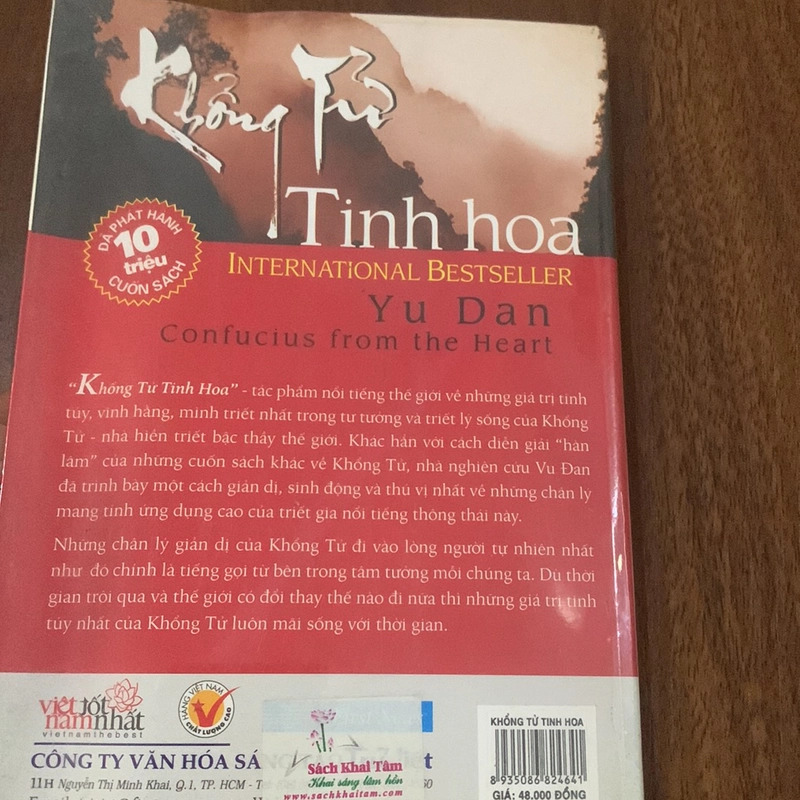 Khổng Tử
Tinh hoa
ĐÃ PHÁT HÀNH
10
triệu
CUỐN SÁCH
INTERNATIONAL BESTSELLER
Yu Dan
Confucius from the Heart
"Khổng Tử Tinh Hoa" - tác phẩm nổi tiếng thế giới về những giá trị tinh
túy, vĩnh hằng, minh triết nhất trong tư tưởng và triết lý sống của Khổng
Tử - nhà hiền triết bậc thầy thế giới. Khác hẳn với cách diễn giải "hàn
lâm" của những cuốn sách khác về Khổng Tử, nhà nghiên cứu Vu Đan
đã trình bày một cách giản dị, sinh động và thú vị nhất về những chân lý
mang tính ứng dụng cao của triết gia nổi tiếng thông thái này.
Những chân lý giản dị của Khổng Tử đi vào lòng người tự nhiên nhất
như đó chính là tiếng gọi từ bên trong tâm tưởng mỗi chúng ta. Dù thời
gian trôi qua và thế giới có đổi thay thế nào đi nữa thì những giá trị tinh
túy nhất của Khổng Tử luôn mãi sống với thời gian.
việt tốt
nam nhất
vietnamthebest
HÀNG VIỆT NAM
CHẤT LƯỢNG CAO
Sách Khai Tâm
Khai sáng tâm hồn
www.sachkhaitam.com
CÔNG TY VĂN HÓA
11H Nguyễn Thị Minh Khai, Q.1, TP. HCM
KHỔNG TỬ TINH HOA
8 935086 824641
GIÁ: 48.000 ĐỒNG